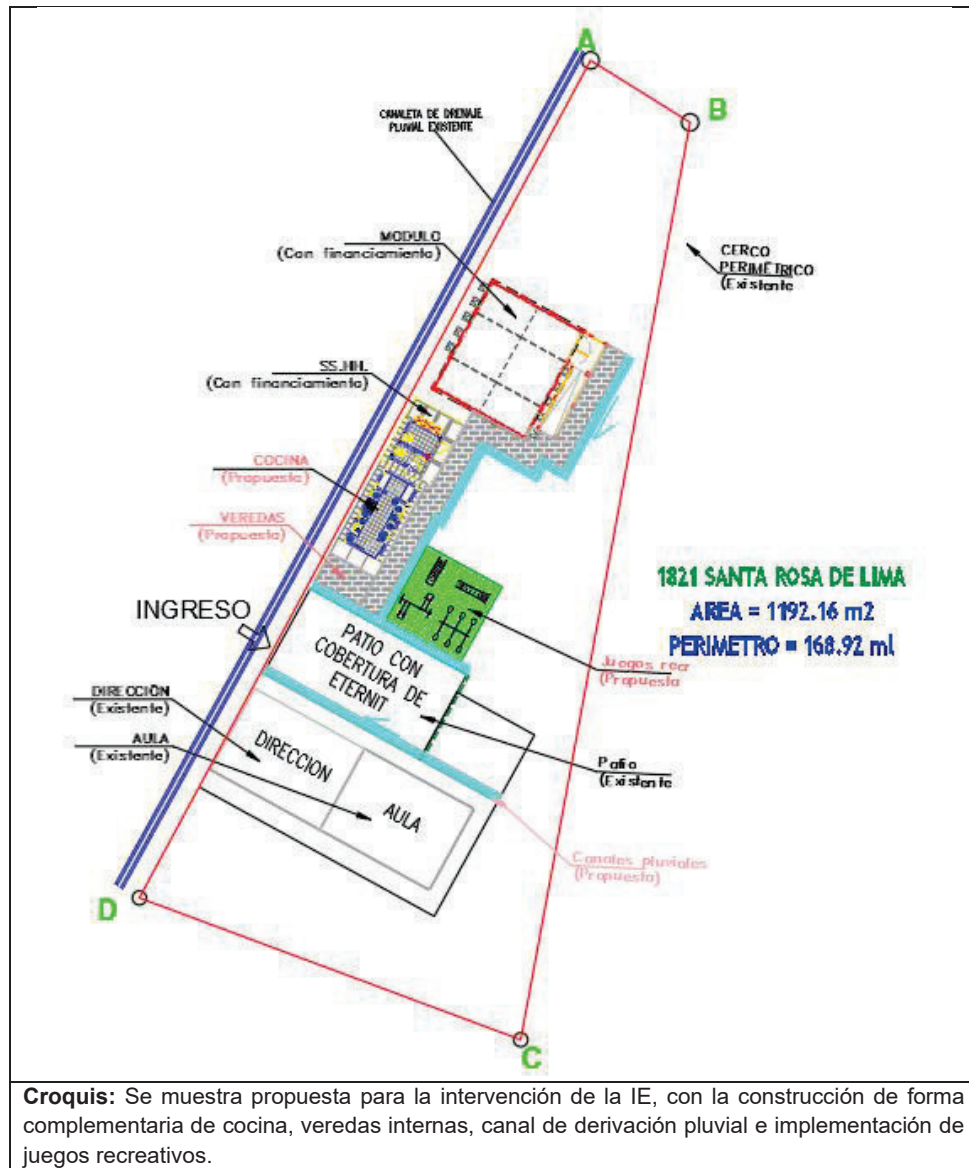 A
B
CANALETA DE DRENAJE
PLUVIAL EXISTENTE
MODULO
(Con financiamiento)
CERCO
PERIMÉTRICO
(Existente
SS.HH.
(Con financiamiento)
COCINA
(Propuesta)
VEREDAS
(Propuesta)
1821 SANTA ROSA DE LIMA
AREA = 1192.16 m2
PERIMETRO = 168.92 ml
INGRESO
PATIO CON
COBERTURA DE
ETERNIT
Juegos recr
(Propuesta
DIRECCIÓN
(Existente)
AULA
(Existente)
DIRECCION
AULA
Patio
(Existente
Canales pluviales
(Propuesta)
D
C
Croquis: Se muestra propuesta para la intervención de la IE, con la construcción de forma
complementaria de cocina, veredas internas, canal de derivación pluvial e implementación de
juegos recreativos.